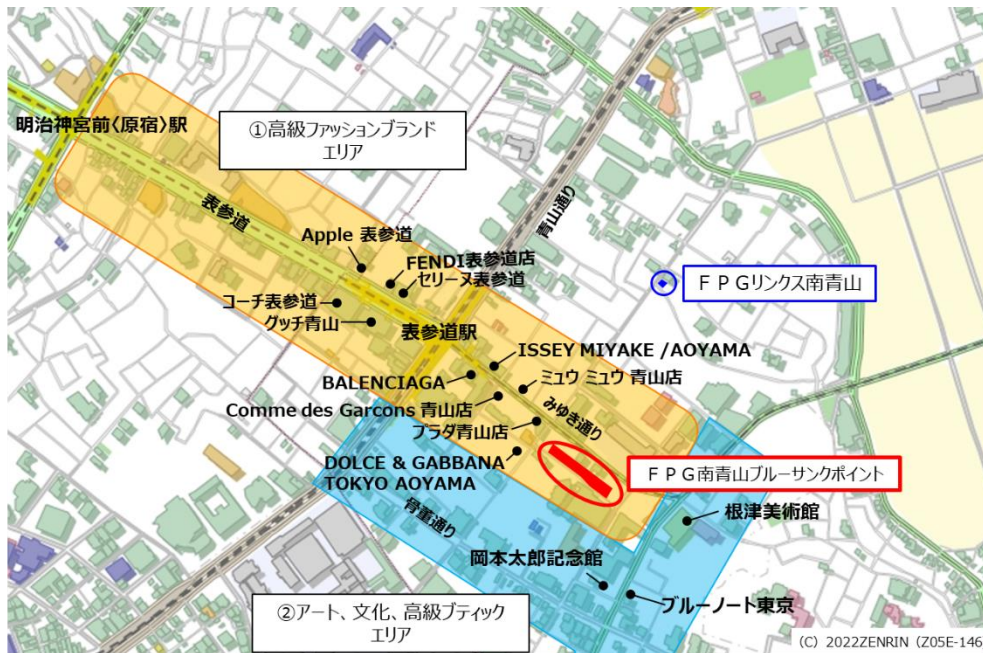 明治神宮前〈原宿〉駅
①高級ファッションブランド
エリア
表参道
青山通り
Apple 表参道
FENDI表参道店
セリーヌ表参道
ＦＰＧリンクス南青山
コーチ表参道
グッチ青山
表参道駅
ISSEY MIYAKE /AOYAMA
BALENCIAGA
ミュウ ミュウ 青山店
Comme des Garcons 青山店
みゆき通り
プラダ青山店
DOLCE & GABBANA
TOKYO AOYAMA
ＦＰＧ南青山ブルーサンクポイント
骨董通り
根津美術館
岡本太郎記念館
ブルーノート東京
②アート、文化、高級ブティック
エリア
(C) 2022ZENRIN (Z05E-146